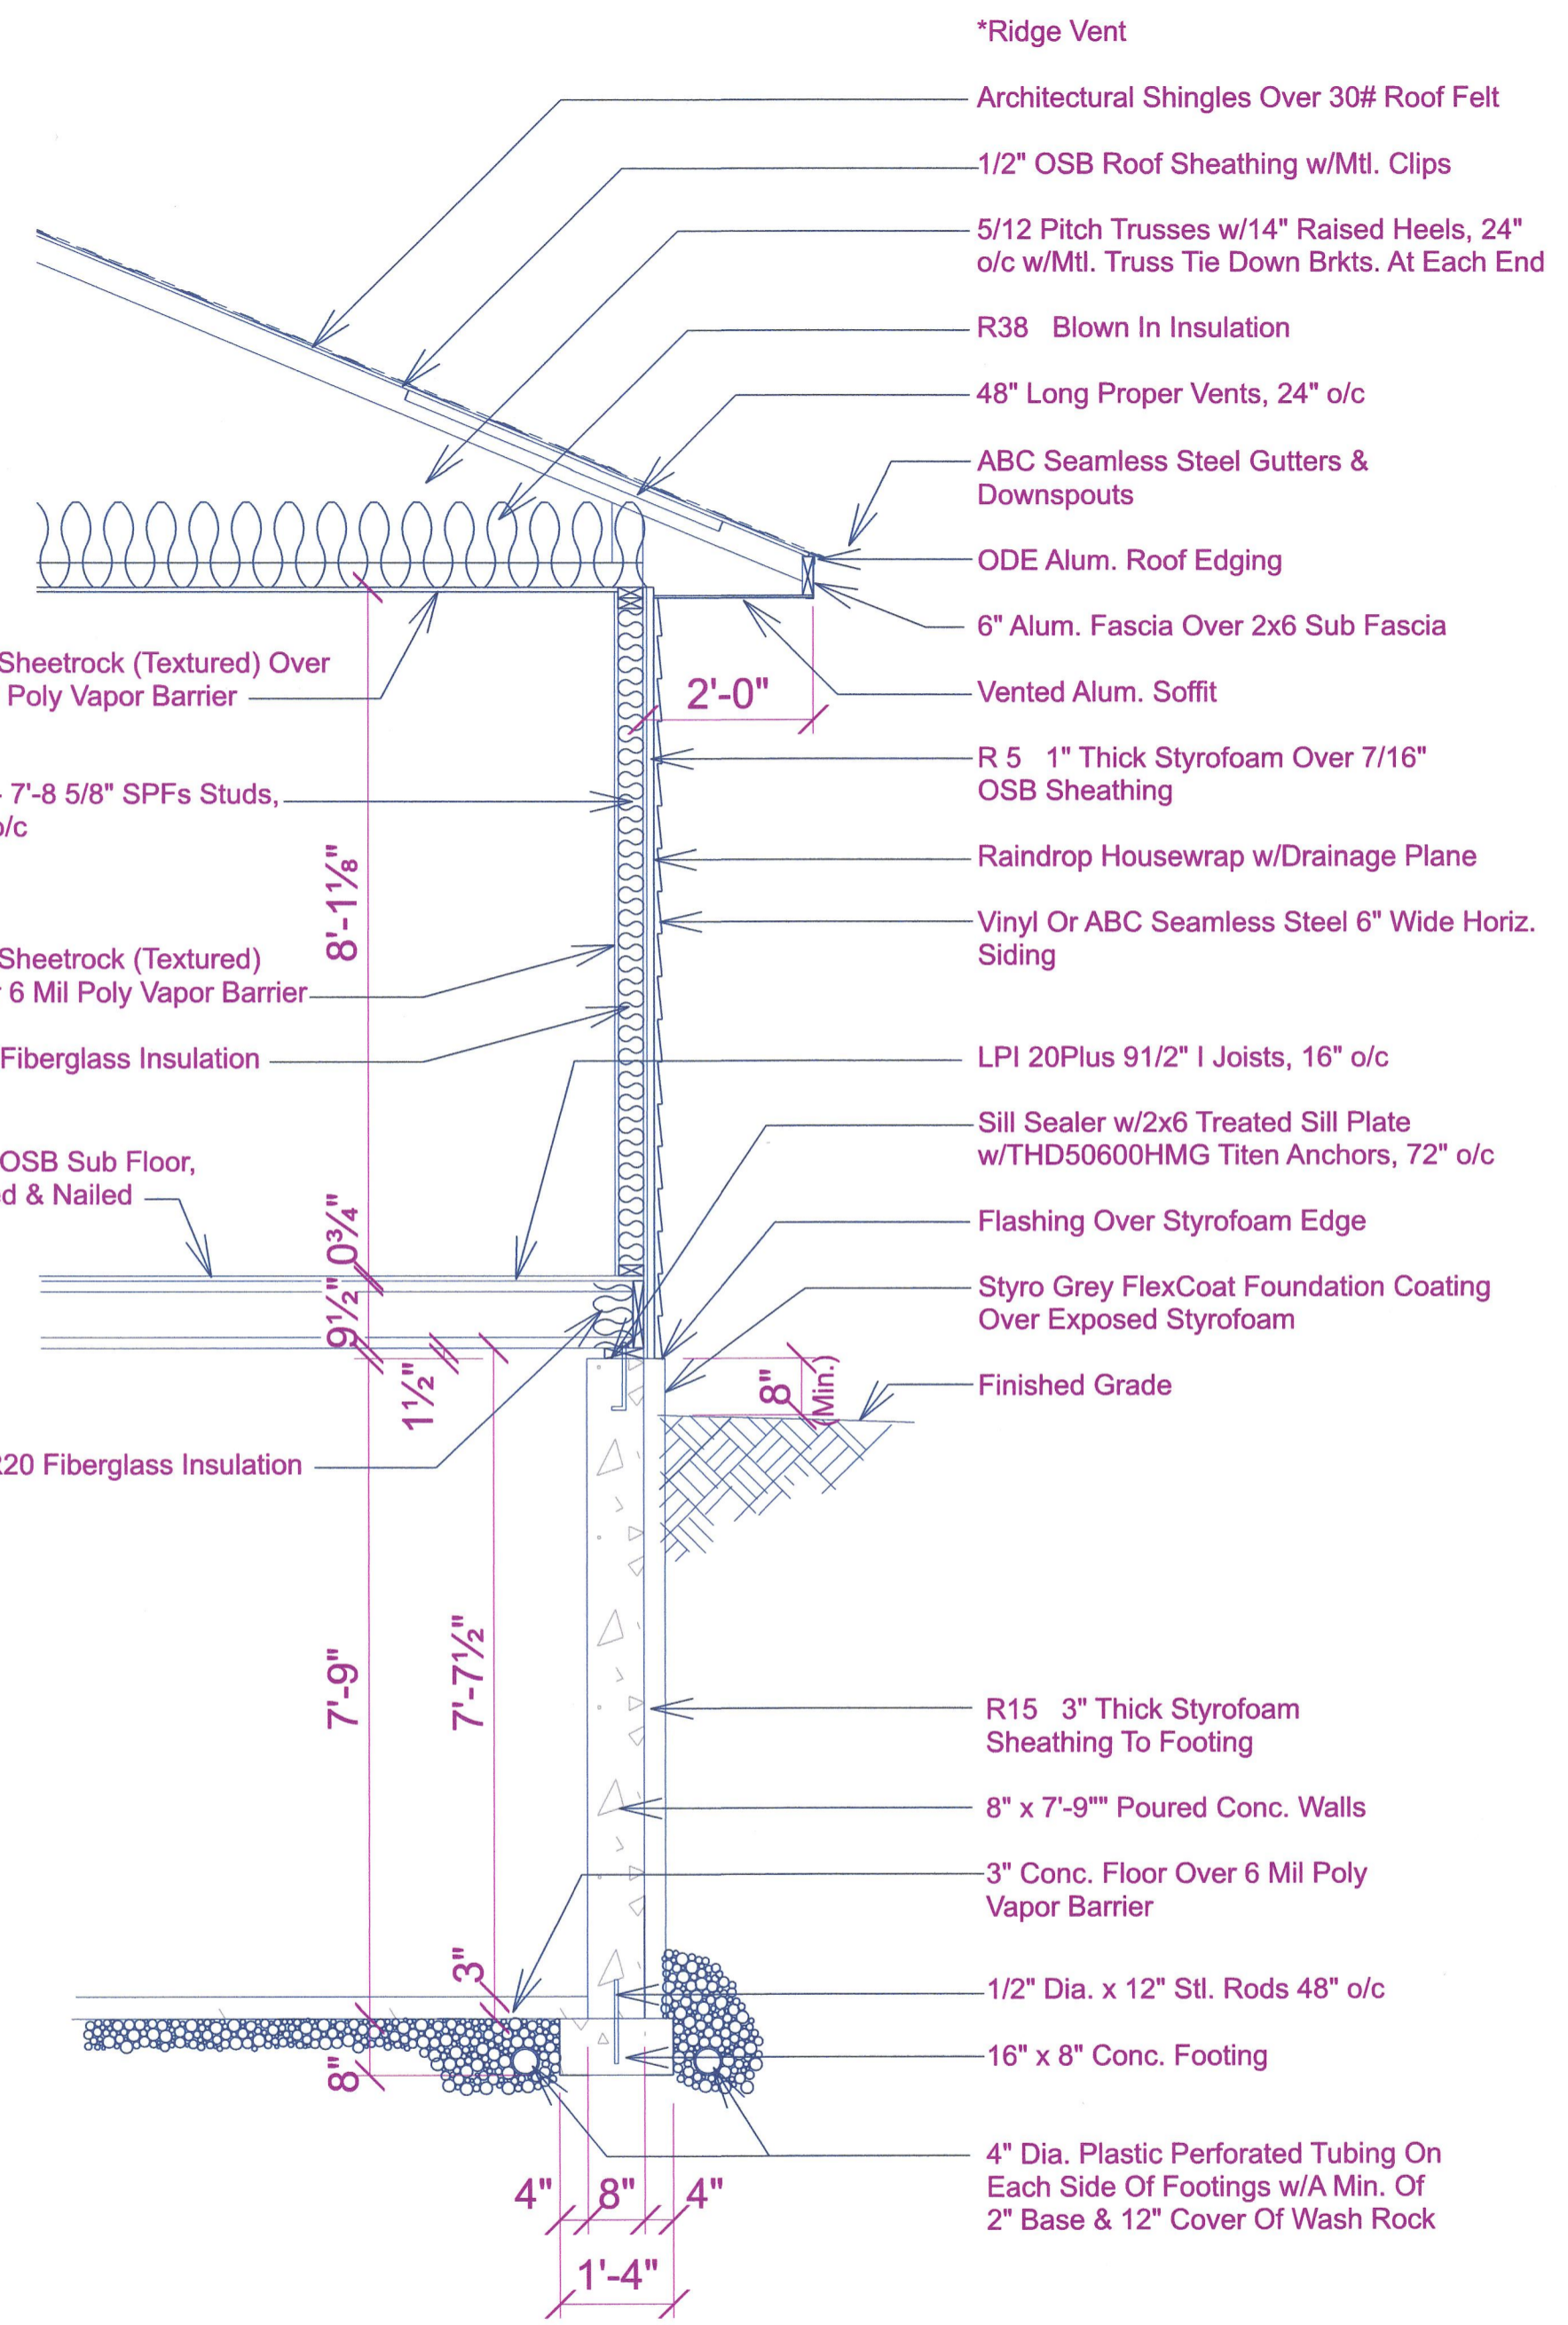 *Ridge Vent
Architectural Shingles Over 30# Roof Felt
1/2" OSB Roof Sheathing w/Mtl. Clips
5/12 Pitch Trusses w/14" Raised Heels, 24"
o/c w/Mtl. Truss Tie Down Brkts. At Each End
R38 Blown In Insulation
48" Long Proper Vents, 24" o/c
ABC Seamless Steel Gutters &
Downspouts
ODE Alum. Roof Edging
6" Alum. Fascia Over 2x6 Sub Fascia
Vented Alum. Soffit
R 5 1" Thick Styrofoam Over 7/16"
OSB Sheathing
Raindrop Housewrap w/Drainage Plane
Vinyl Or ABC Seamless Steel 6" Wide Horiz.
Siding
LPI 20Plus 91/2" I Joists, 16" o/c
Sill Sealer w/2x6 Treated Sill Plate
w/THD50600HMG Titen Anchors, 72" o/c
Flashing Over Styrofoam Edge
Styro Grey FlexCoat Foundation Coating
Over Exposed Styrofoam
Finished Grade
R15 3" Thick Styrofoam
Sheathing To Footing
8" x 7'-9"" Poured Conc. Walls
3" Conc. Floor Over 6 Mil Poly
Vapor Barrier
1/2" Dia. x 12" Stl. Rods 48" o/c
16" x 8" Conc. Footing
4" Dia. Plastic Perforated Tubing On
Each Side Of Footings w/A Min. Of
2" Base & 12" Cover Of Wash Rock
Sheetrock (Textured) Over
Poly Vapor Barrier
7'-8 5/8" SPFs Studs,
o/c
Sheetrock (Textured)
6 Mil Poly Vapor Barrier
Fiberglass Insulation
OSB Sub Floor,
& Nailed
20 Fiberglass Insulation
2'-0"
8'-1⅛"
0¾"
9½"
1½"
8"
(Min.)
7'-9"
7'-7½"
3"
8"
4" 8" 4"
1'-4"